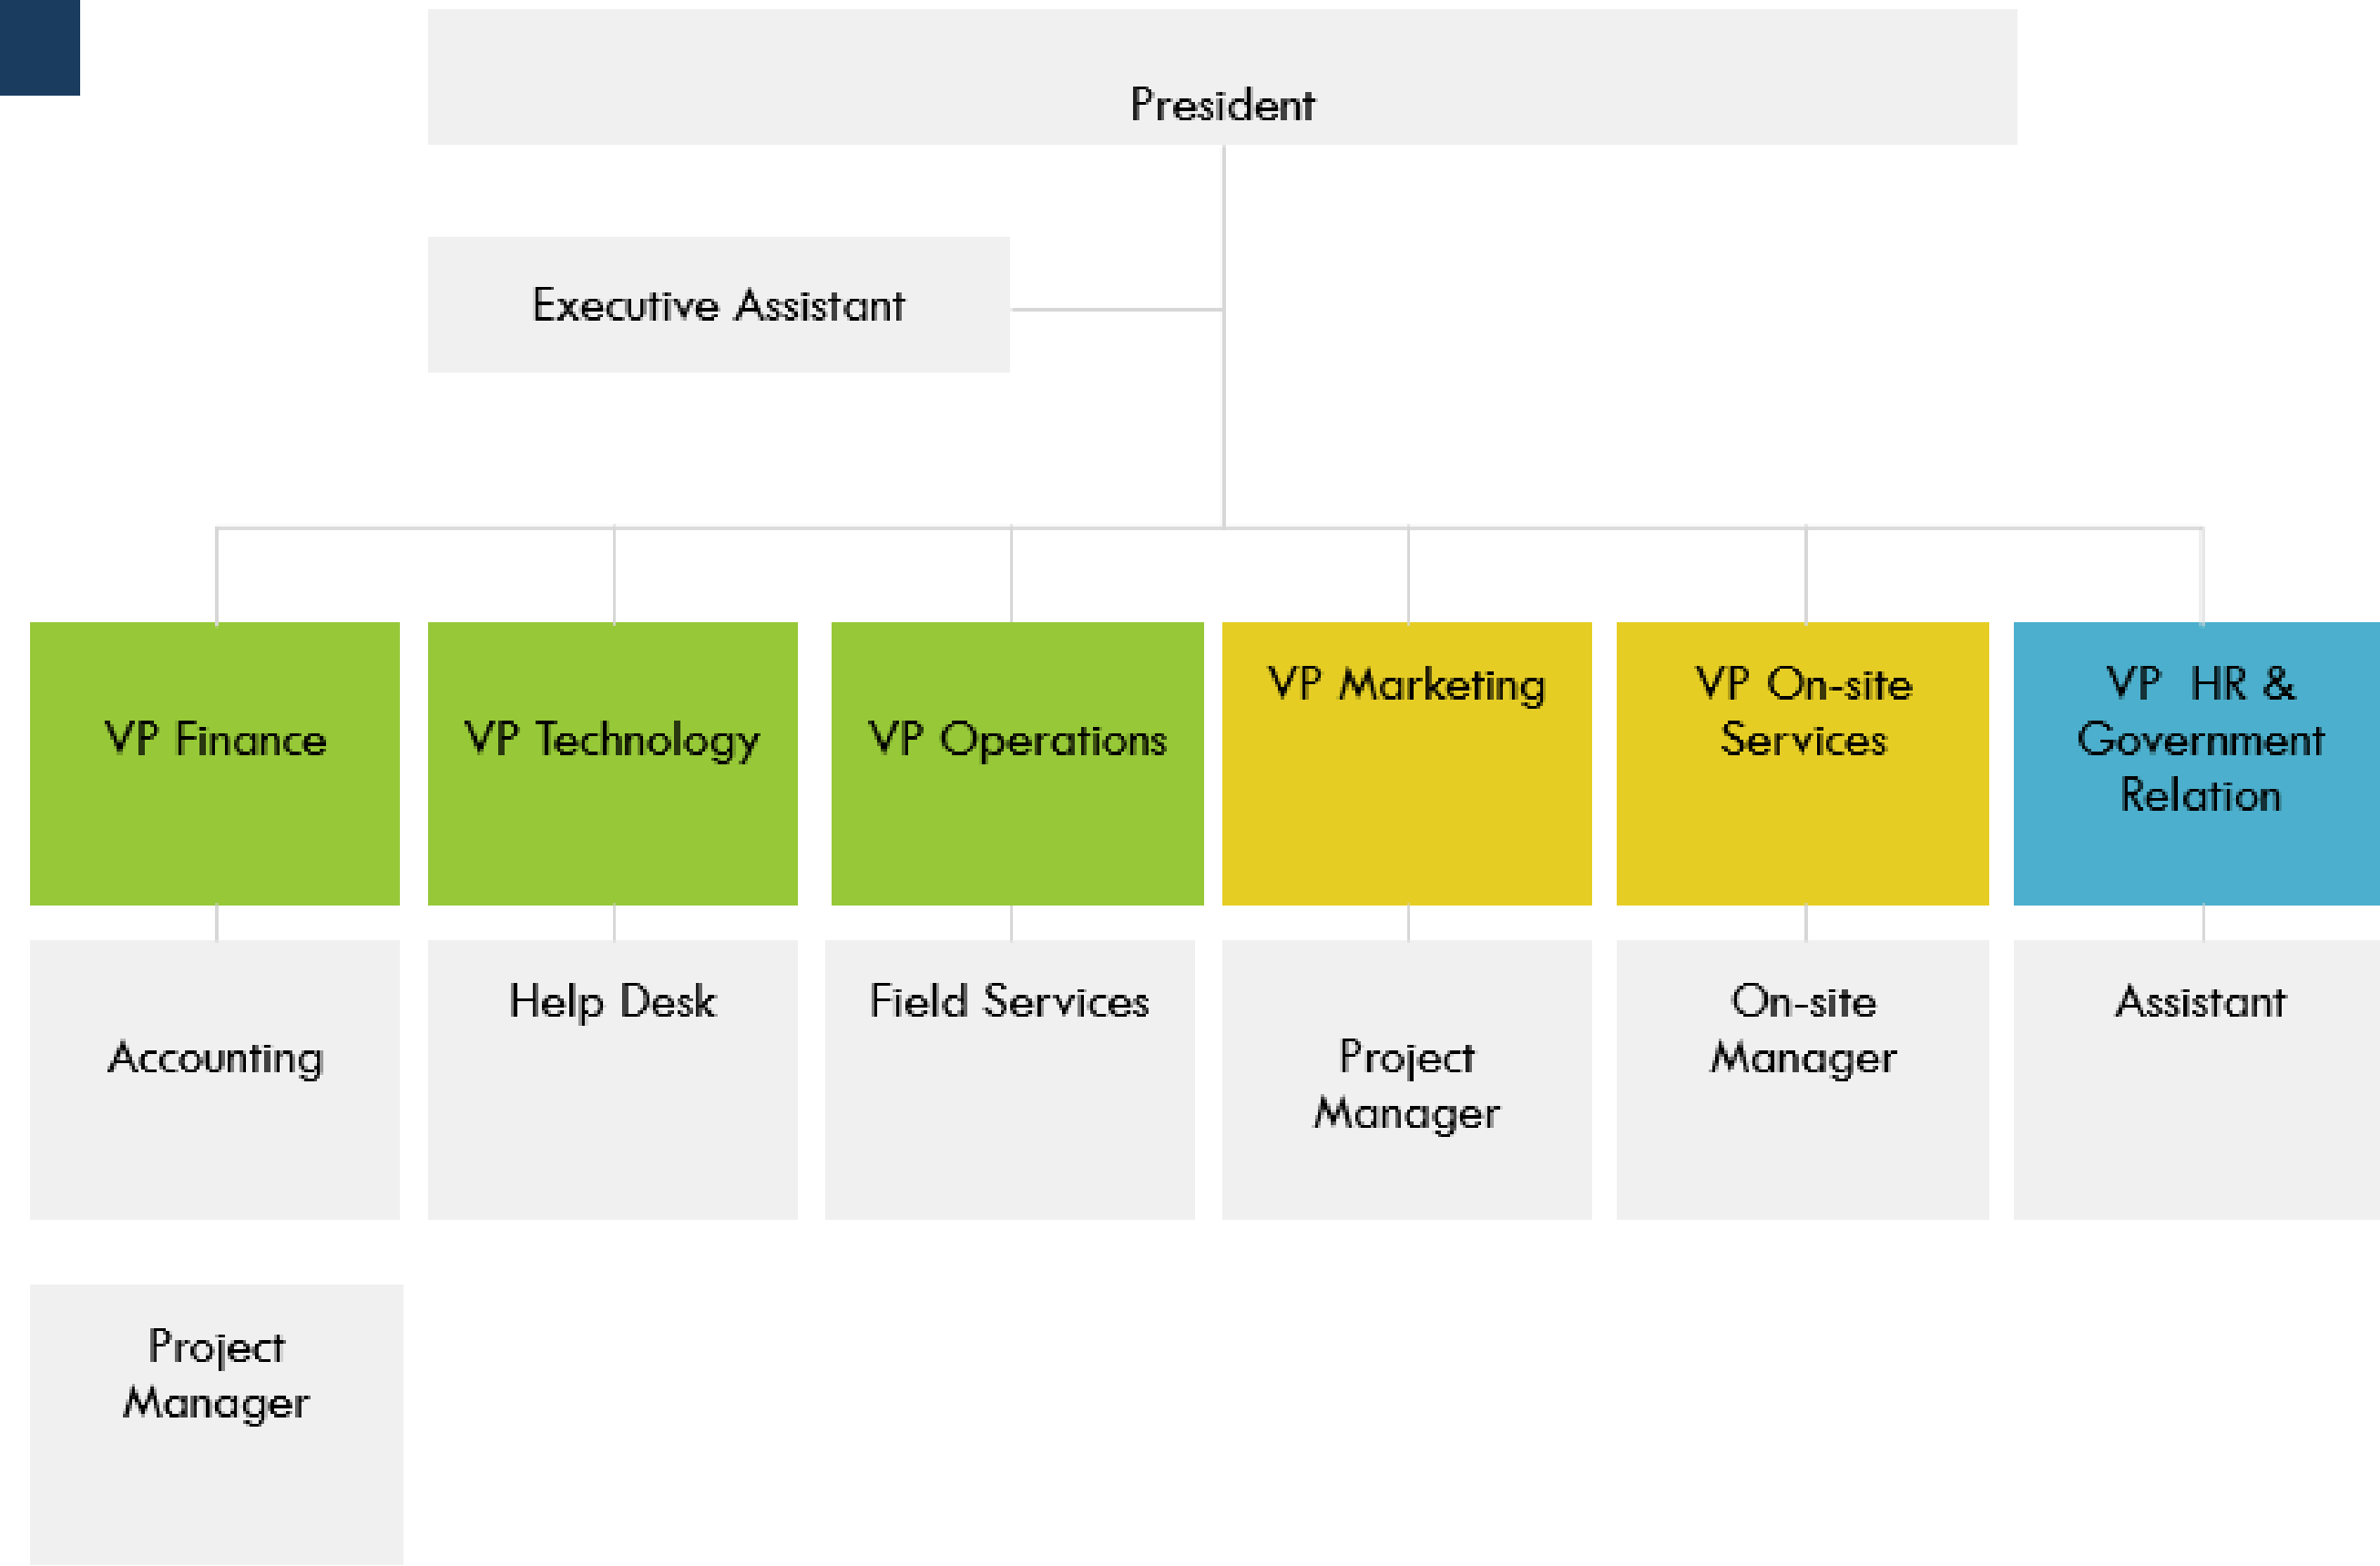 President
Executive Assistant
VP Finance
VP Technology
VP Operations
VP Marketing
VP On-site
Services
VP HR &
Government
Relation
Accounting
Help Desk
Field Services
Project
Manager
On-site
Manager
Assistant
Project
Manager